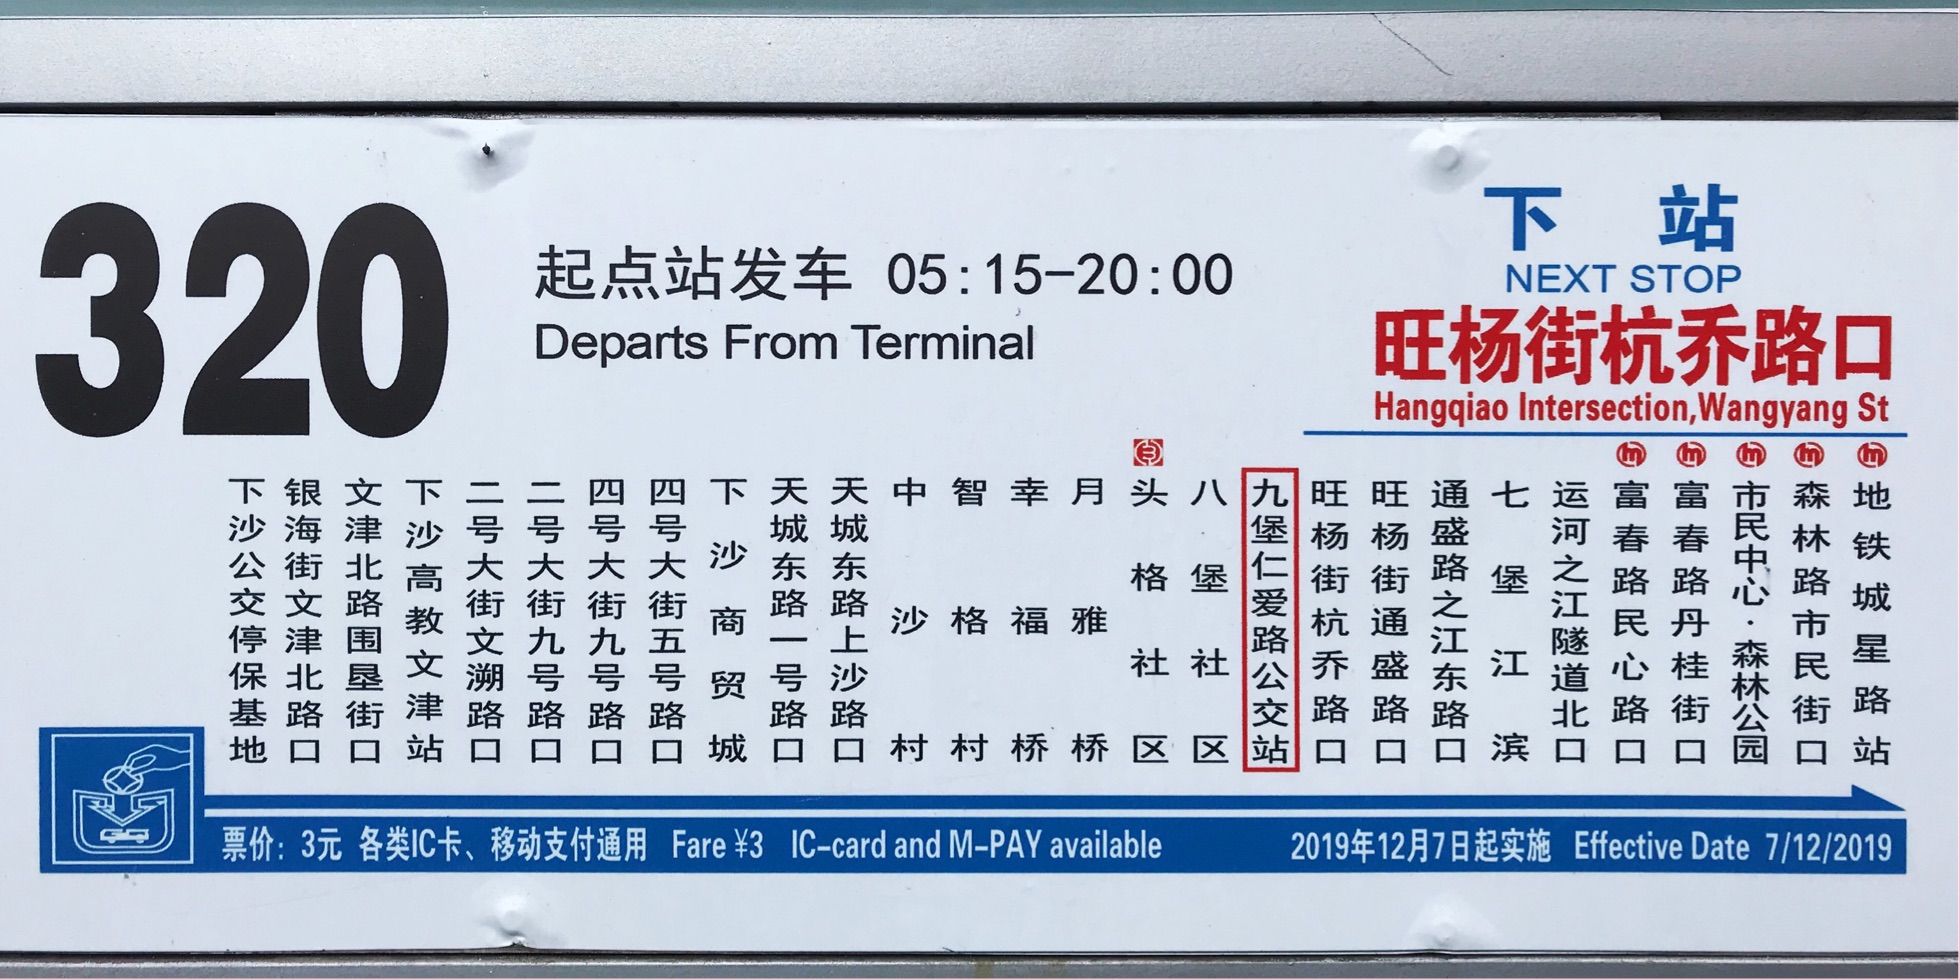 320
起点站发车 05:15-20:00
Departs From Terminal
下 站
NEXT STOP
旺杨街杭乔路口
Hangqiao Intersection,Wangyang St
下沙公交停保基地
银海街文津北路口
文津北路围垦街口
下沙高教文津站
二号大街文溯路口
二号大街九号路口
四号大街九号路口
四号大街五号路口
下沙商贸城
天城东路一号路口
天城东路上沙路口
中沙村
智格村
幸福桥
月雅桥
头格社区
八堡社区
九堡仁爱路公交站
旺杨街杭乔路口
旺杨街通盛路口
通盛路之江东路口
七堡江滨
运河之江隧道北口
富春路民心路口
富春路丹桂街口
市民中心·森林公园
森林路市民街口
地铁城星路站
票价：3元 各类IC卡、移动支付通用 Fare ¥3 IC-card and M-PAY available
2019年12月7日起实施 Effective Date 7/12/2019